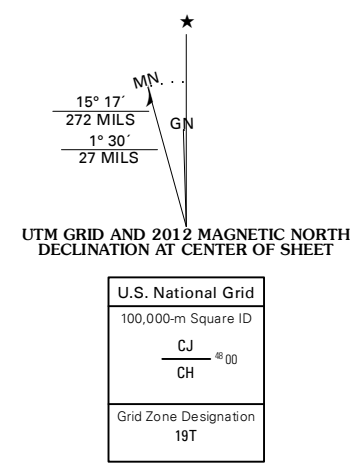 ★
MN
15° 17´
272 MILS
GN
1° 30´
27 MILS
UTM GRID AND 2012 MAGNETIC NORTH
DECLINATION AT CENTER OF SHEET
U.S. National Grid
100,000-m Square ID
CJ
48 00
CH
Grid Zone Designation
19T